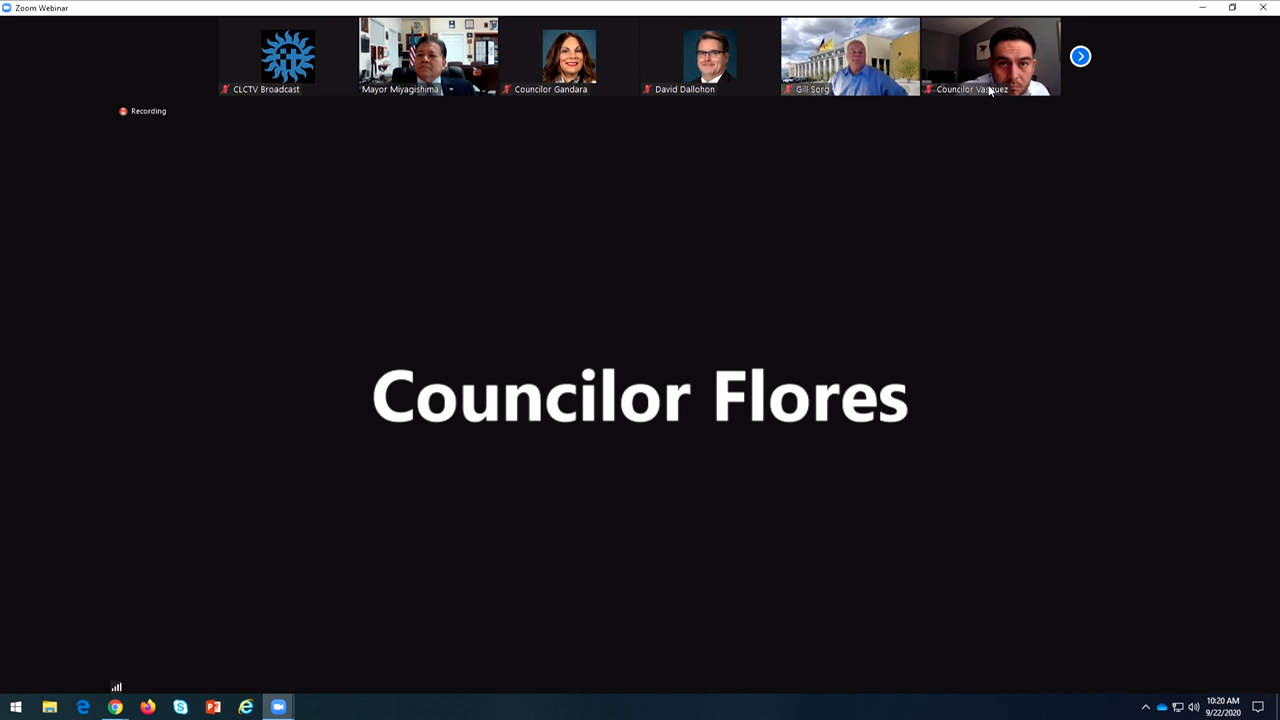 Zoom Webinar
CLCTV Broadcast
Mayor Miyagishima
Councilor Gandara
David Dallohon
Gill Sorg
Councilor Vasquez
Recording
Councilor Flores
10:20 AM
9/22/2020